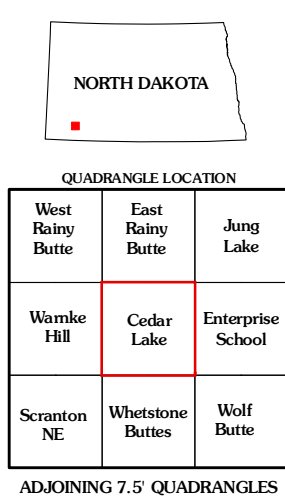 NORTH DAKOTA
QUADRANGLE LOCATION
West
Rainy
Butte
East
Rainy
Butte
Jung
Lake
Warnke
Hill
Cedar
Lake
Enterprise
School
Scranton
NE
Whetstone
Buttes
Wolf
Butte
ADJOINING 7.5' QUADRANGLES